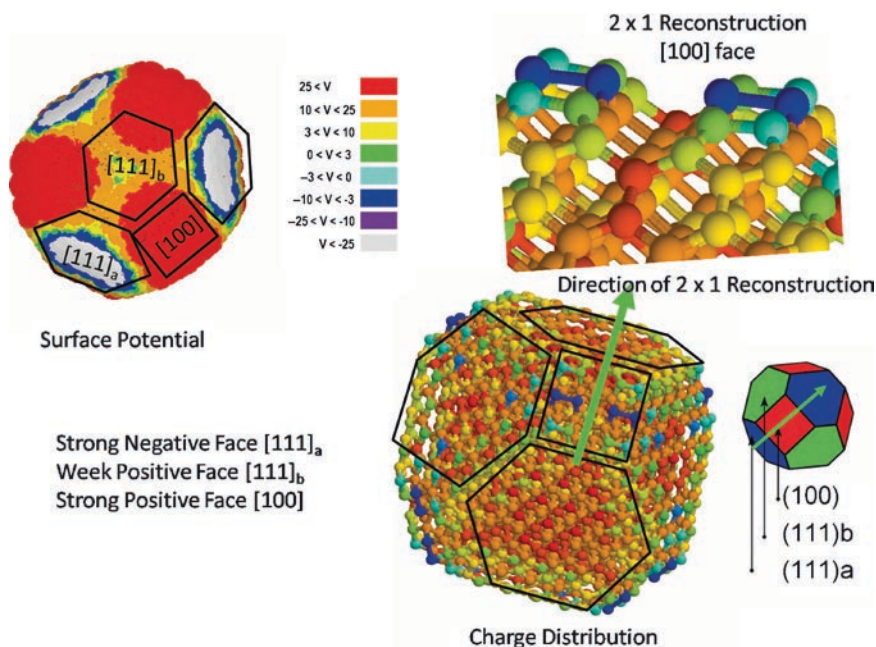 2 x 1 Reconstruction
[100] face
25 < V
10 < V < 25
3 < V < 10
0 < V < 3
–3 < V < 0
–10 < V < -3
–25 < V < -10
V < -25
[111]b
[100]
[111]a
Surface Potential
Direction of 2 x 1 Reconstruction
Strong Negative Face [111]a
Week Positive Face [111]b
Strong Positive Face [100]
(100)
(111)b
(111)a
Charge Distribution